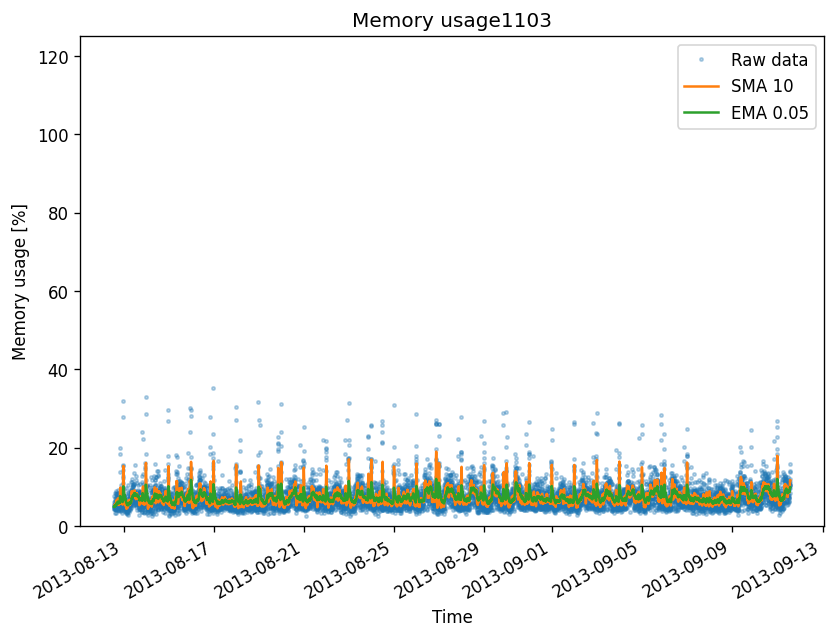 Memory usage1103
Raw data
SMA 10
EMA 0.05
Memory usage [%]
120
100
80
60
40
20
0
2013-08-13
2013-08-17
2013-08-21
2013-08-25
2013-08-29
2013-09-01
2013-09-05
2013-09-09
2013-09-13
Time